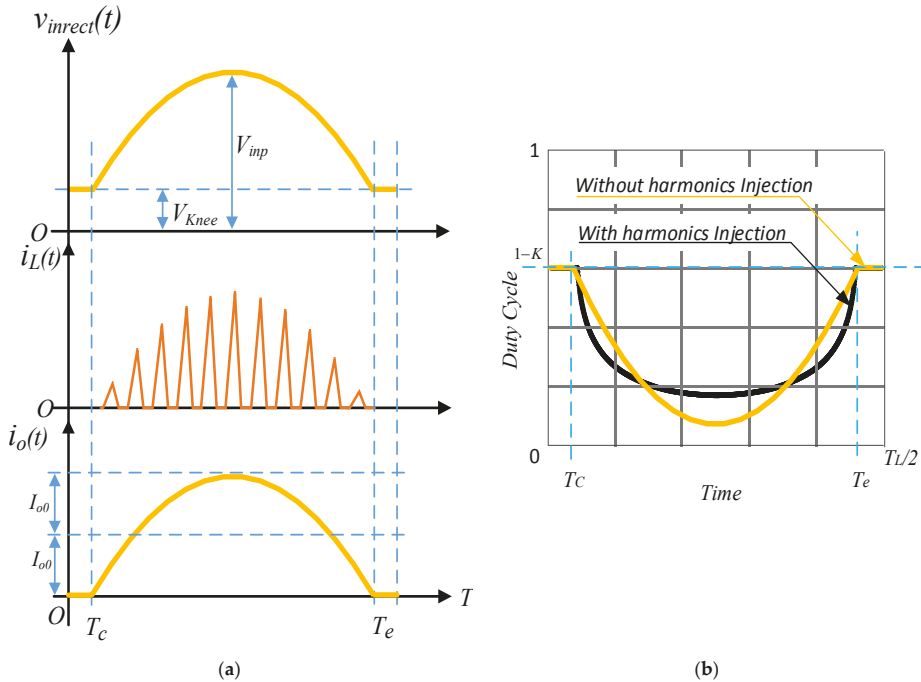 v_inrect(t)
V_inp
V_Knee
O
i_L(t)
O
i_o(t)
I_o0
I_o0
O
T
T_c
T_e
(a)
1
Without harmonics Injection
With harmonics Injection
1–K
Duty Cycle
0
T_L/2
T_C
Time
T_e
(b)